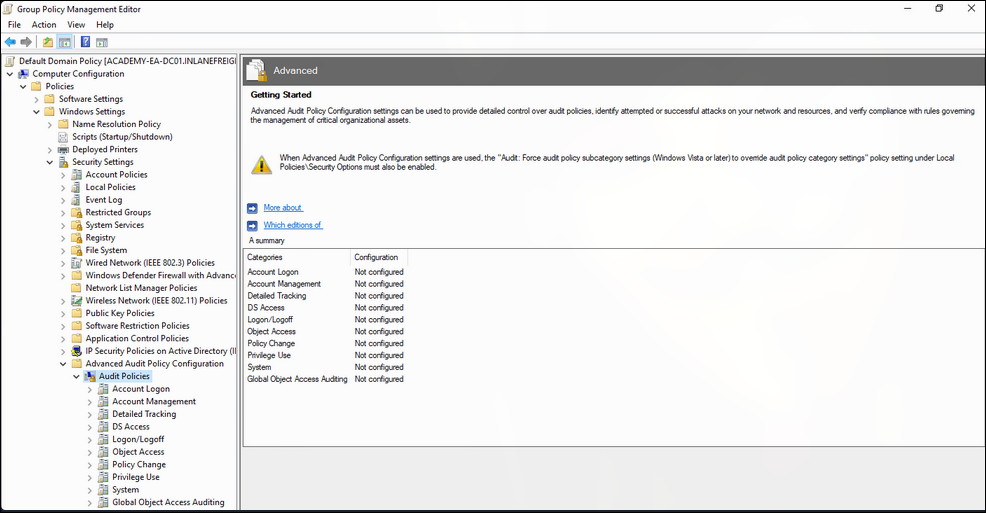 Group Policy Management Editor
File Action View Help
Default Domain Policy [ACADEMY-EA-DC01.INLANEFREIG
Computer Configuration
Policies
Software Settings
Windows Settings
Name Resolution Policy
Scripts (Startup/Shutdown)
Deployed Printers
Security Settings
Account Policies
Local Policies
Event Log
Restricted Groups
System Services
Registry
File System
Wired Network (IEEE 802.3) Policies
Windows Defender Firewall with Advanc
Network List Manager Policies
Wireless Network (IEEE 802.11) Policies
Public Key Policies
Software Restriction Policies
Application Control Policies
IP Security Policies on Active Directory (I
Advanced Audit Policy Configuration
Audit Policies
Account Logon
Account Management
Detailed Tracking
DS Access
Logon/Logoff
Object Access
Policy Change
Privilege Use
System
Global Object Access Auditing
Advanced
Getting Started
Advanced Audit Policy Configuration settings can be used to provide detailed control over audit policies, identify attempted or successful attacks on your network and resources, and verify compliance with rules governing
the management of critical organizational assets.
When Advanced Audit Policy Configuration settings are used, the "Audit: Force audit policy subcategory settings (Windows Vista or later) to override audit policy category settings" policy setting under Local
Policies\Security Options must also be enabled.
More about
Which editions of
A summary
Categories Configuration
Account Logon Not configured
Account Management Not configured
Detailed Tracking Not configured
DS Access Not configured
Logon/Logoff Not configured
Object Access Not configured
Policy Change Not configured
Privilege Use Not configured
System Not configured
Global Object Access Auditing Not configured